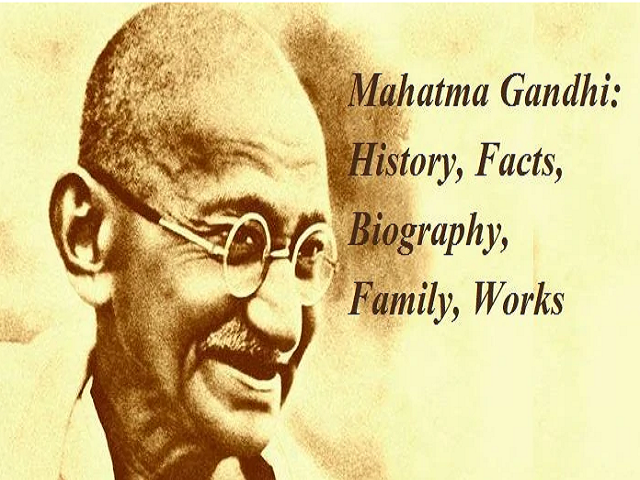 Mahatma Gandhi:
History, Facts,
Biography,
Family, Works